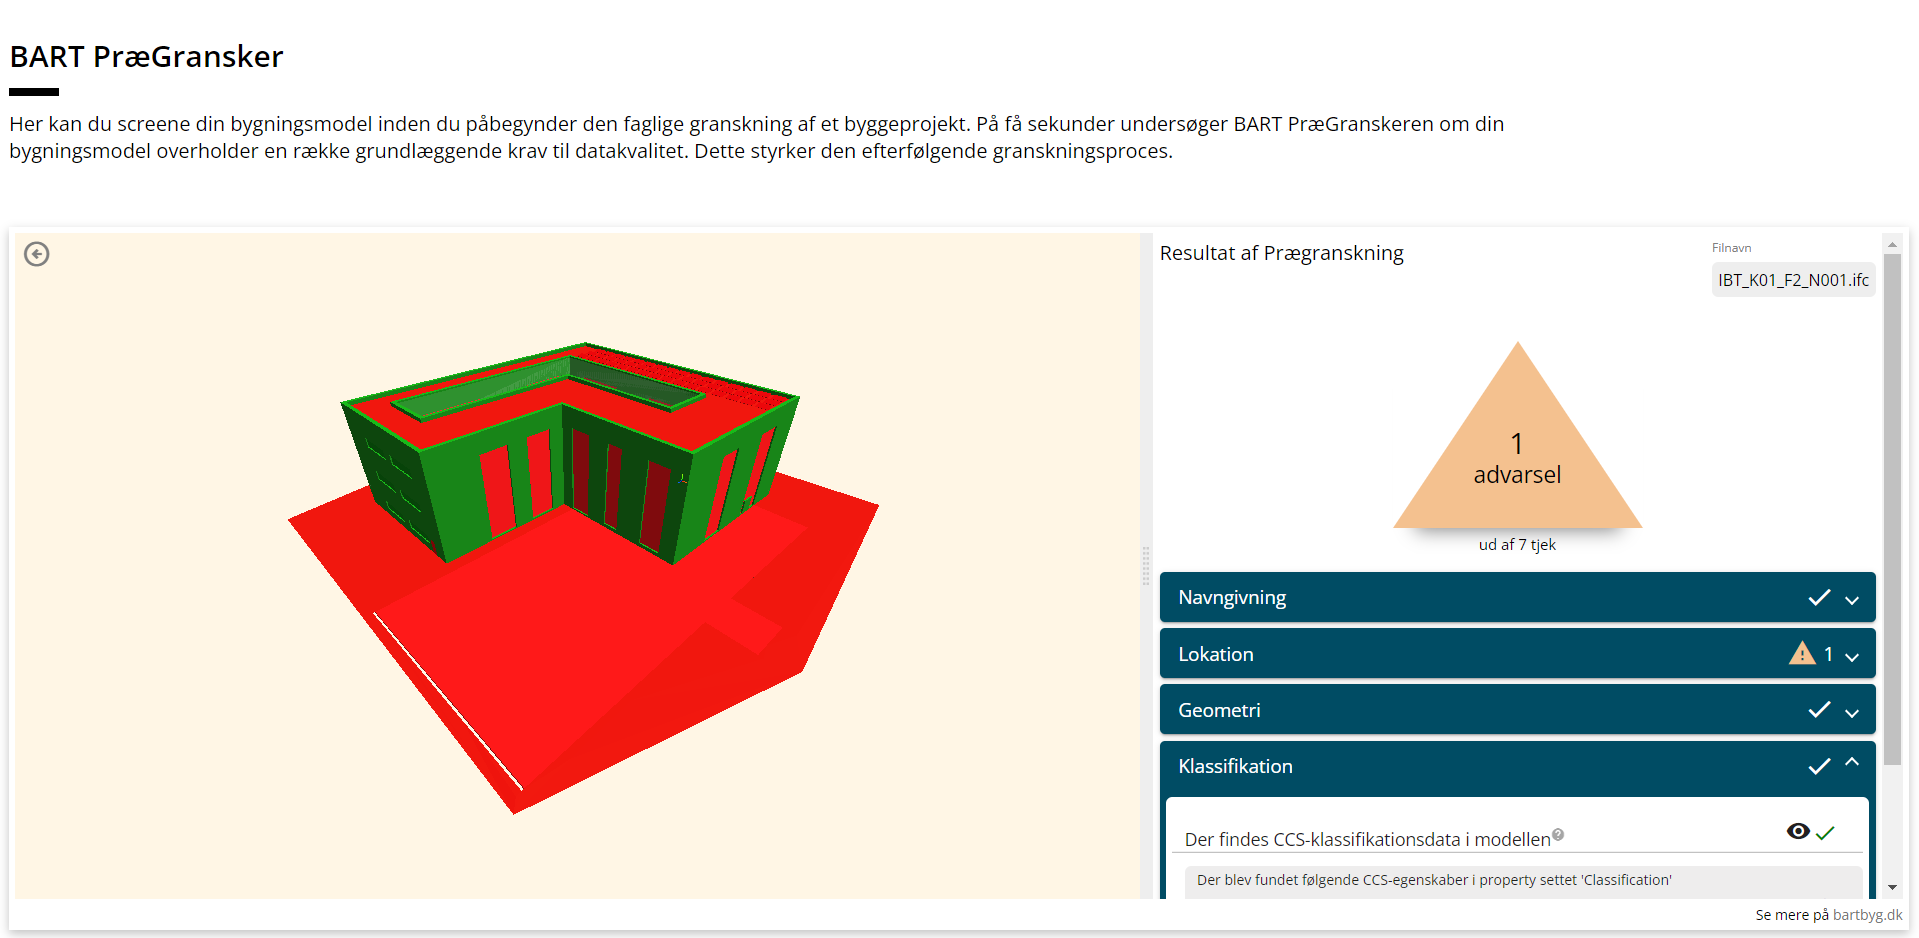 BART PræGransker
Her kan du screene din bygningsmodel inden du påbegynder den faglige granskning af et byggeprojekt. På få sekunder undersøger BART PræGranskeren om din
bygningsmodel overholder en række grundlæggende krav til datakvalitet. Dette styrker den efterfølgende granskningsproces.
Resultat af Prægranskning
Filnavn
IBT_K01_F2_N001.ifc
1
advarsel
ud af 7 tjek
Navngivning
Lokation 1
Geometri
Klassifikation
Der findes CCS-klassifikationsdata i modellen
Der blev fundet følgende CCS-egenskaber i property settet 'Classification'
Se mere på bartbyg.dk